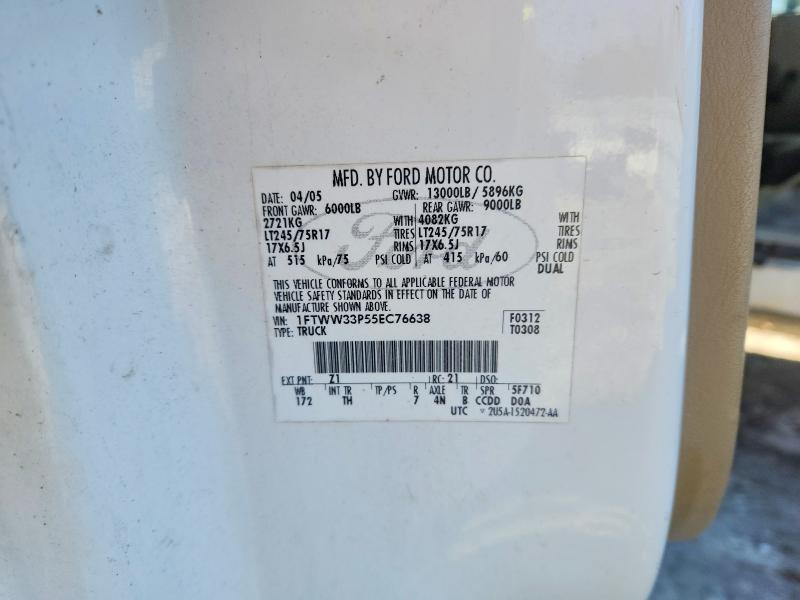 MFD. BY FORD MOTOR CO.
DATE 04/05 GVWR: 13000LB/ 5896KG
FRONT GAWR: 6000LB REAR GAWR: 9000LB
2721KG WITH 4082KG WITH
LT245/75R17 TIRES LT245/75R17 TIRES
17X6.5J RIMS 17X6.5J RIMS
AT 515 kPa/75 PSI COLD AT 415 kPa/60 PSI COLD
DUAL
Ford
THIS VEHICLE CONFORMS TO ALL APPLICABLE FEDERAL MOTOR
VEHICLE SAFETY STANDARDS IN EFFECT ON THE DATE OF
MANUFACTURE SHOWN ABOVE.
VIN: 1FTWW33P55EC76638 F0312
TYPE: TRUCK T0308
EXT PNT: Z1 RC: 21 DSO:
WB INT TR TP/PS R AXLE TR SPR 5F710
172 TH 7 4N B CCDD DOA
UTC 2U5A-1520472-AA